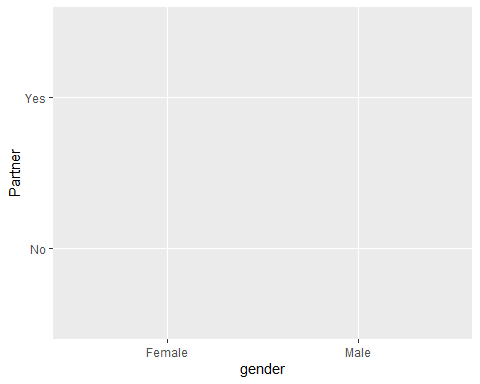 Partner
Yes
No
Female Male
gender